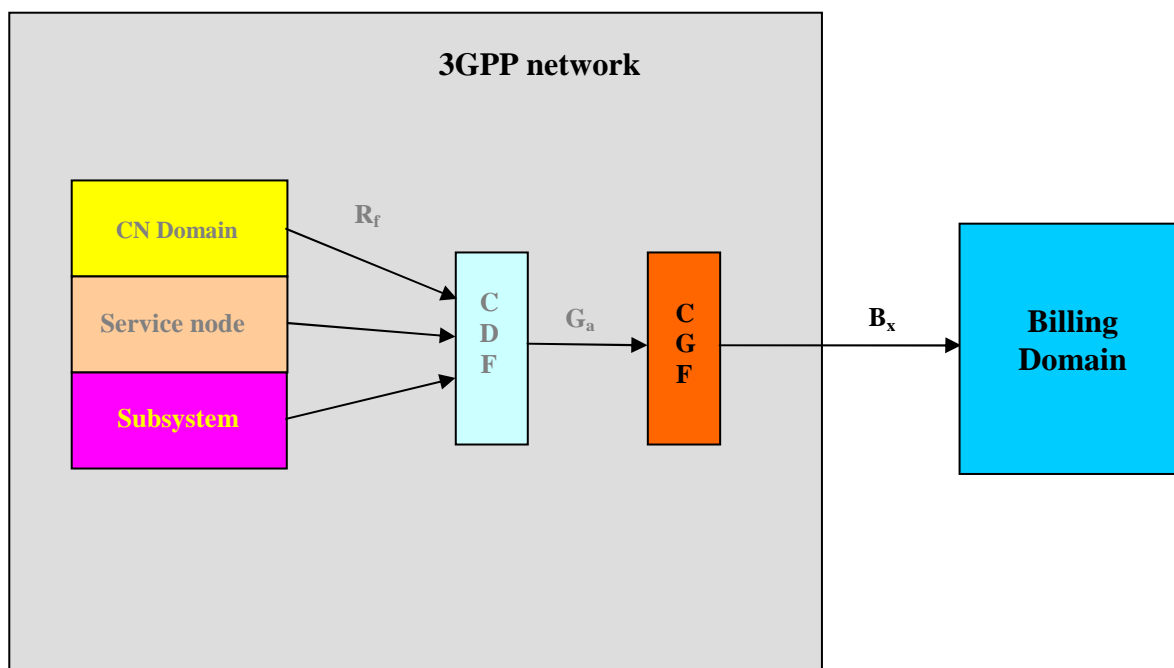 3GPP network
CN Domain
Service node
Subsystem
Rf
C
D
F
Ga
C
G
F
Bx
Billing
Domain